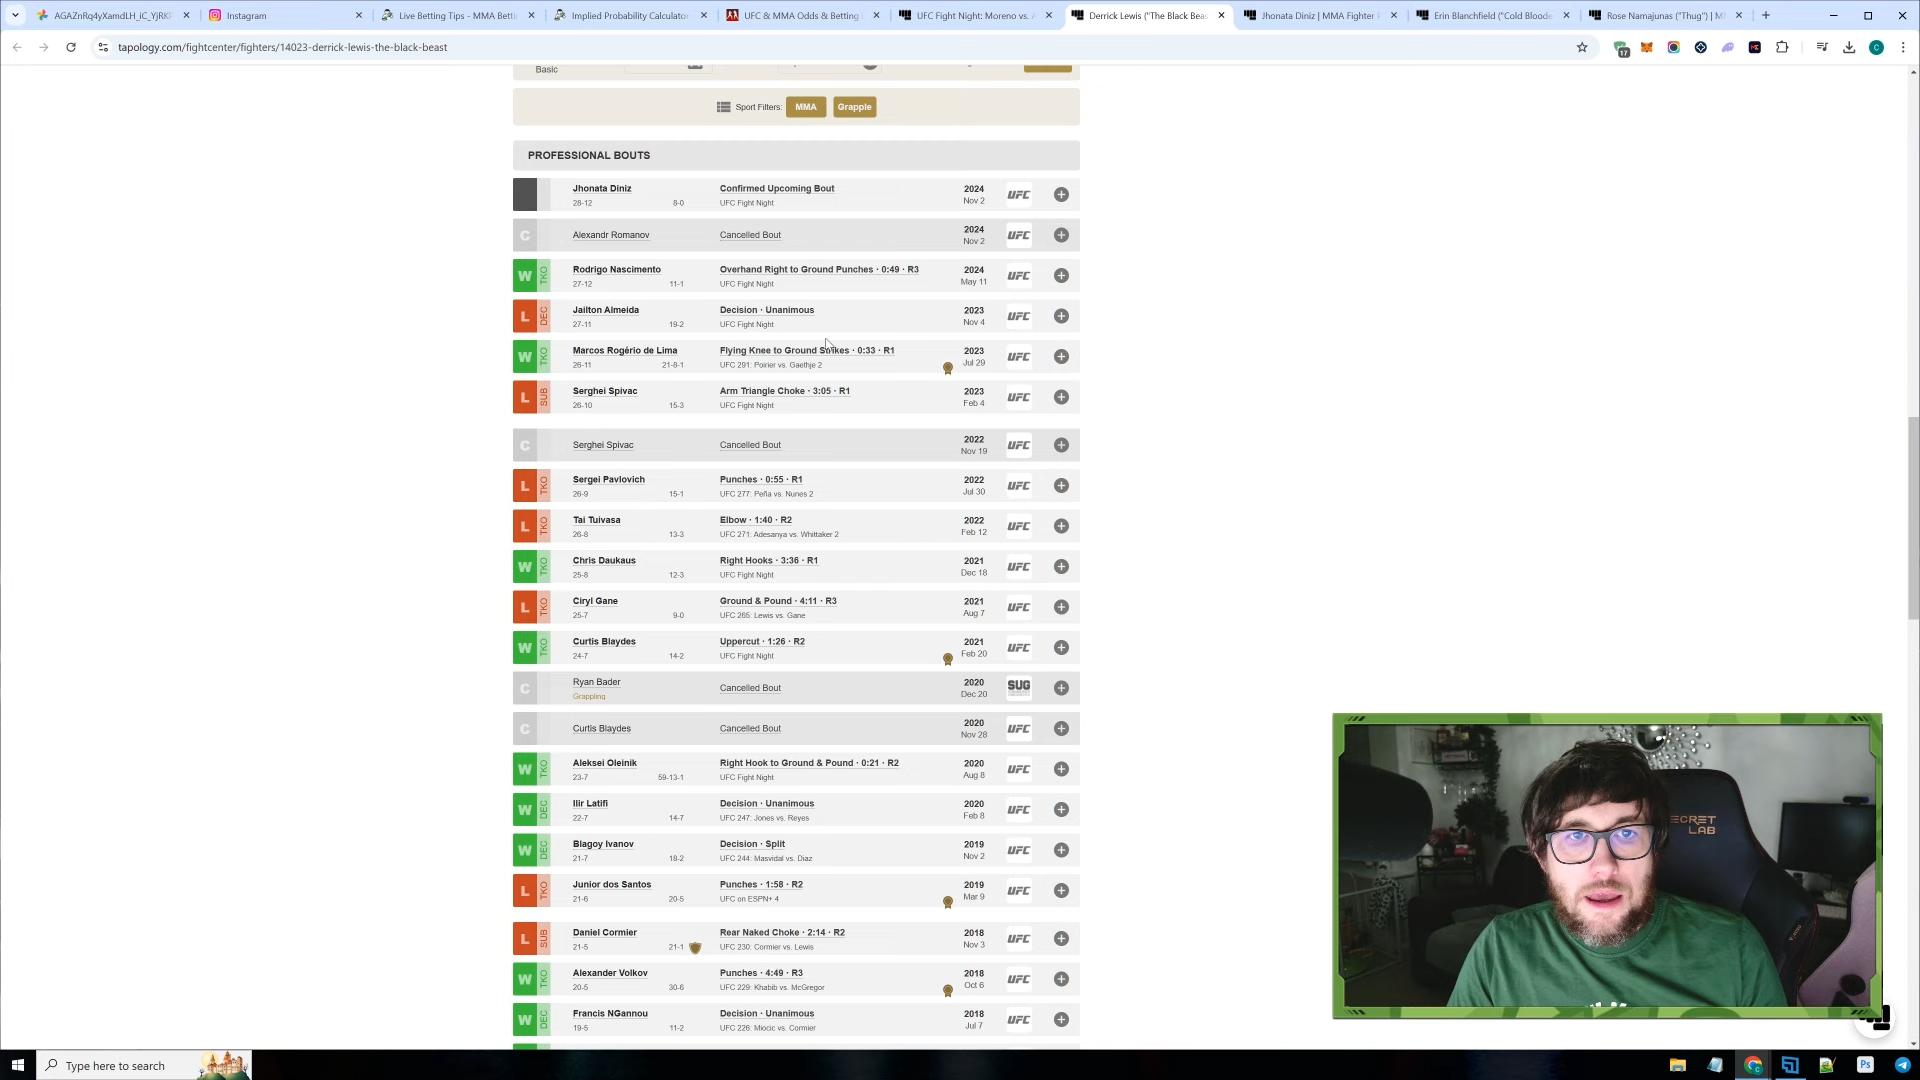 AGAZnRq4yXamdLH_iC_YjRKF
Instagram
Live Betting Tips - MMA Bettin
Implied Probability Calculator
UFC & MMA Odds & Betting L
UFC Fight Night: Moreno vs. A
Derrick Lewis ("The Black Beas
Jhonata Diniz | MMA Fighter P
Erin Blanchfield ("Cold Bloode
Rose Namajunas ("Thug") | M
tapology.com/fightcenter/fighters/14023-derrick-lewis-the-black-beast
17
C
Basic
Sport Filters: MMA Grapple
PROFESSIONAL BOUTS
Jhonata Diniz Confirmed Upcoming Bout 2024 UFC
28-12 8-0 UFC Fight Night Nov 2
C Alexandr Romanov Cancelled Bout 2024 Nov 2 UFC
W TKO Rodrigo Nascimento Overhand Right to Ground Punches · 0:49 · R3 2024 UFC
27-12 11-1 UFC Fight Night May 11
L DEC Jailton Almeida Decision · Unanimous 2023 UFC
27-11 19-2 UFC Fight Night Nov 4
W TKO Marcos Rogério de Lima Flying Knee to Ground Strikes · 0:33 · R1 2023 UFC
26-11 21-8-1 UFC 291: Poirier vs. Gaethje 2 Jul 29
L SUB Serghei Spivac Arm Triangle Choke · 3:05 · R1 2023 UFC
26-10 15-3 UFC Fight Night Feb 4
C Serghei Spivac Cancelled Bout 2022 Nov 19 UFC
L TKO Sergei Pavlovich Punches · 0:55 · R1 2022 UFC
26-9 15-1 UFC 277: Peña vs. Nunes 2 Jul 30
L TKO Tai Tuivasa Elbow · 1:40 · R2 2022 UFC
26-8 13-3 UFC 271: Adesanya vs. Whittaker 2 Feb 12
W TKO Chris Daukaus Right Hooks · 3:36 · R1 2021 UFC
25-8 12-3 UFC Fight Night Dec 18
L TKO Ciryl Gane Ground & Pound · 4:11 · R3 2021 UFC
25-7 9-0 UFC 265: Lewis vs. Gane Aug 7
W TKO Curtis Blaydes Uppercut · 1:26 · R2 2021 UFC
24-7 14-2 UFC Fight Night Feb 20
C Ryan Bader Cancelled Bout 2020 SUG
Grappling Dec 20
C Curtis Blaydes Cancelled Bout 2020 Nov 28 UFC
W TKO Aleksei Oleinik Right Hook to Ground & Pound · 0:21 · R2 2020 UFC
23-7 59-13-1 UFC Fight Night Aug 8
W DEC Ilir Latifi Decision · Unanimous 2020 UFC
22-7 14-7 UFC 247: Jones vs. Reyes Feb 8
W DEC Blagoy Ivanov Decision · Split 2019 UFC
21-7 18-2 UFC 244: Masvidal vs. Diaz Nov 2
L TKO Junior dos Santos Punches · 1:58 · R2 2019 UFC
21-6 20-5 UFC on ESPN+ 4 Mar 9
L SUB Daniel Cormier Rear Naked Choke · 2:14 · R2 2018 UFC
21-5 21-1 UFC 230: Cormier vs. Lewis Nov 3
W TKO Alexander Volkov Punches · 4:49 · R3 2018 UFC
20-5 30-6 UFC 229: Khabib vs. McGregor Oct 6
W DEC Francis NGannou Decision · Unanimous 2018 UFC
19-5 11-2 UFC 226: Miocic vs. Cormier Jul 7
ECRET
LAB
Type here to search
Ps